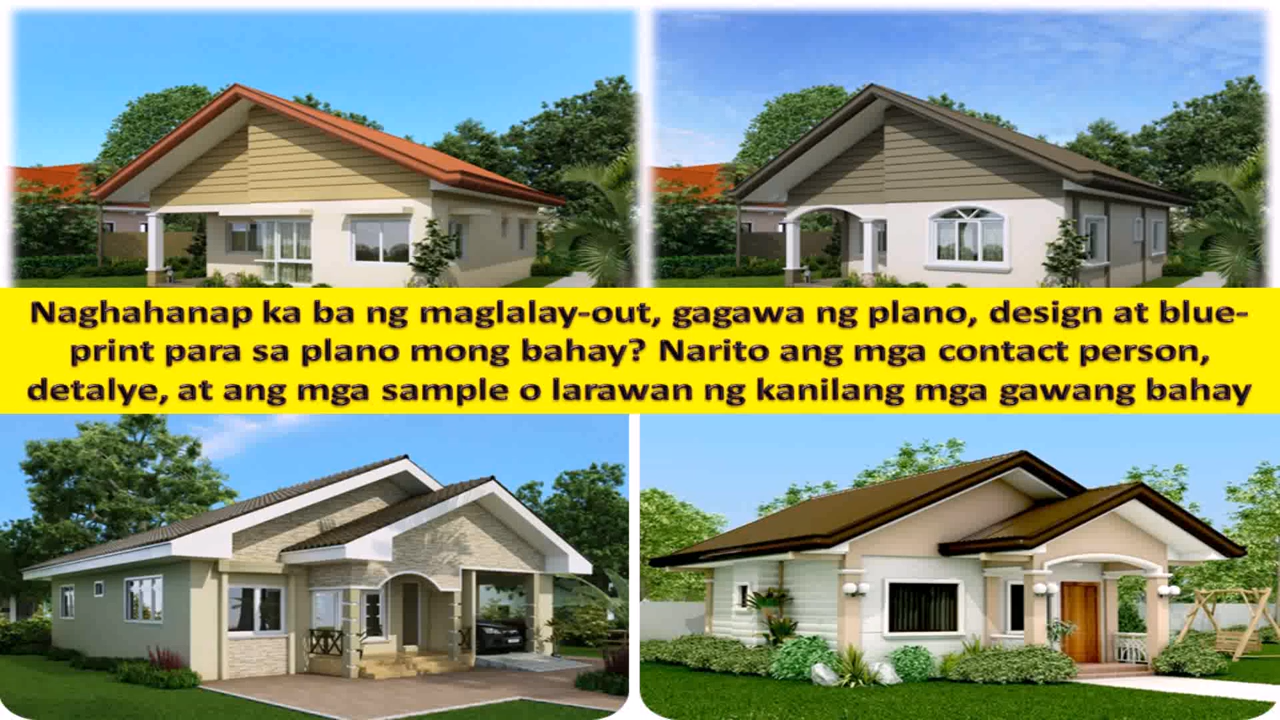 Naghahanap ka ba ng maglalay-out, gagawa ng plano, design at blue-
print para sa plano mong bahay? Narito ang mga contact person,
detalye, at ang mga sample o larawan ng kanilang mga gawang bahay